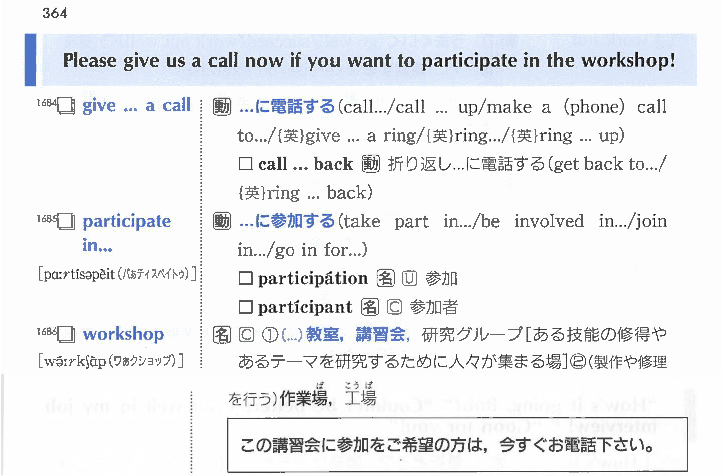 364
Please give us a call now if you want to participate in the workshop!
1684 □ give ... a call [動] ...に電話する(call.../call ... up/make a (phone) call
to.../{英}give ... a ring/{英}ring.../{英}ring ... up)
□ call ... back [動] 折り返し...に電話する(get back to.../
{英}ring ... back)
1685 □ participate [動] ...に参加する(take part in.../be involved in.../join
in... in.../go in for...)
[pɑːrtísəpèit(パぁティスペイトゥ)] □ participátion [名] [U] 参加
□ partícipant [名] [C] 参加者
1686 □ workshop [名] [C] ①(...)教室，講習会，研究グループ[ある技能の修得や
[wə́ːrkʃɑ̀p(ワぁクショップ)] あるテーマを研究するために人々が集まる場]②(製作や修理
を行う)作業場，工場
ば こうば
この講習会に参加をご希望の方は，今すぐお電話下さい。